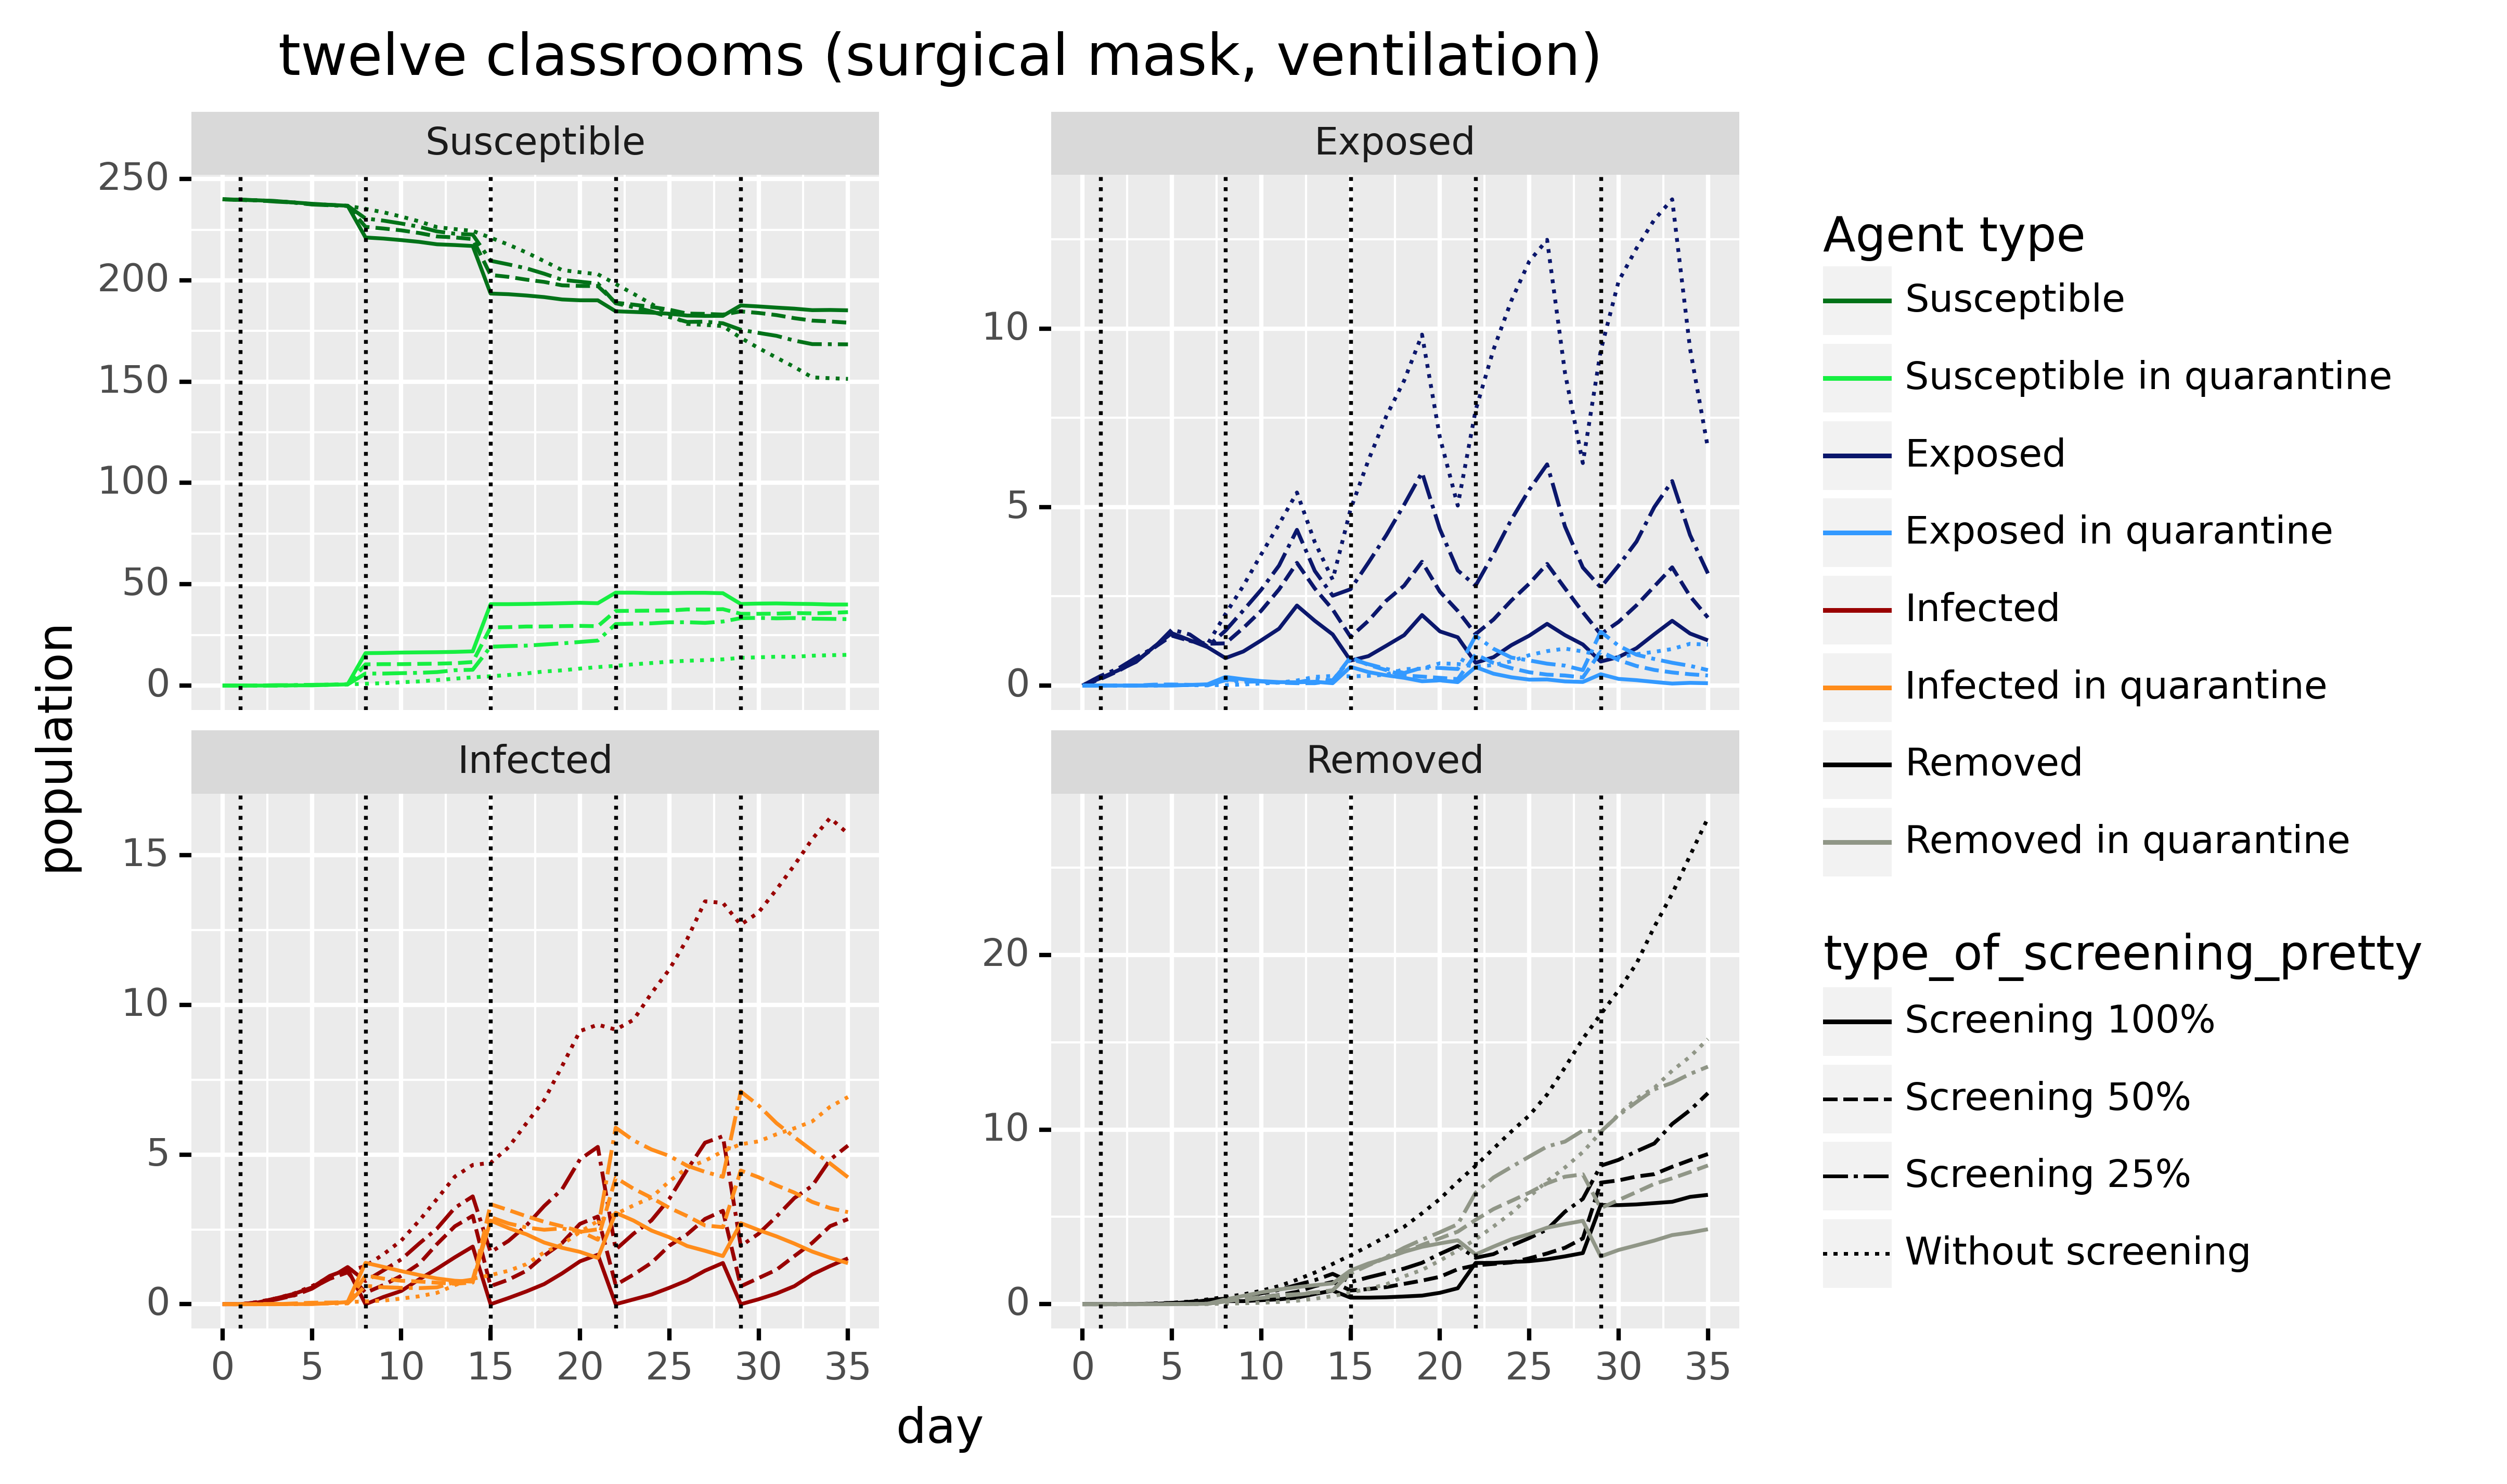 twelve classrooms (surgical mask, ventilation)
Susceptible
Exposed
250
200
150
100
50
0
10
5
0
Infected
Removed
15
10
5
0
20
10
0
0 5 10 15 20 25 30 35
0 5 10 15 20 25 30 35
population
day
Agent type
Susceptible
Susceptible in quarantine
Exposed
Exposed in quarantine
Infected
Infected in quarantine
Removed
Removed in quarantine
type_of_screening_pretty
Screening 100%
Screening 50%
Screening 25%
Without screening